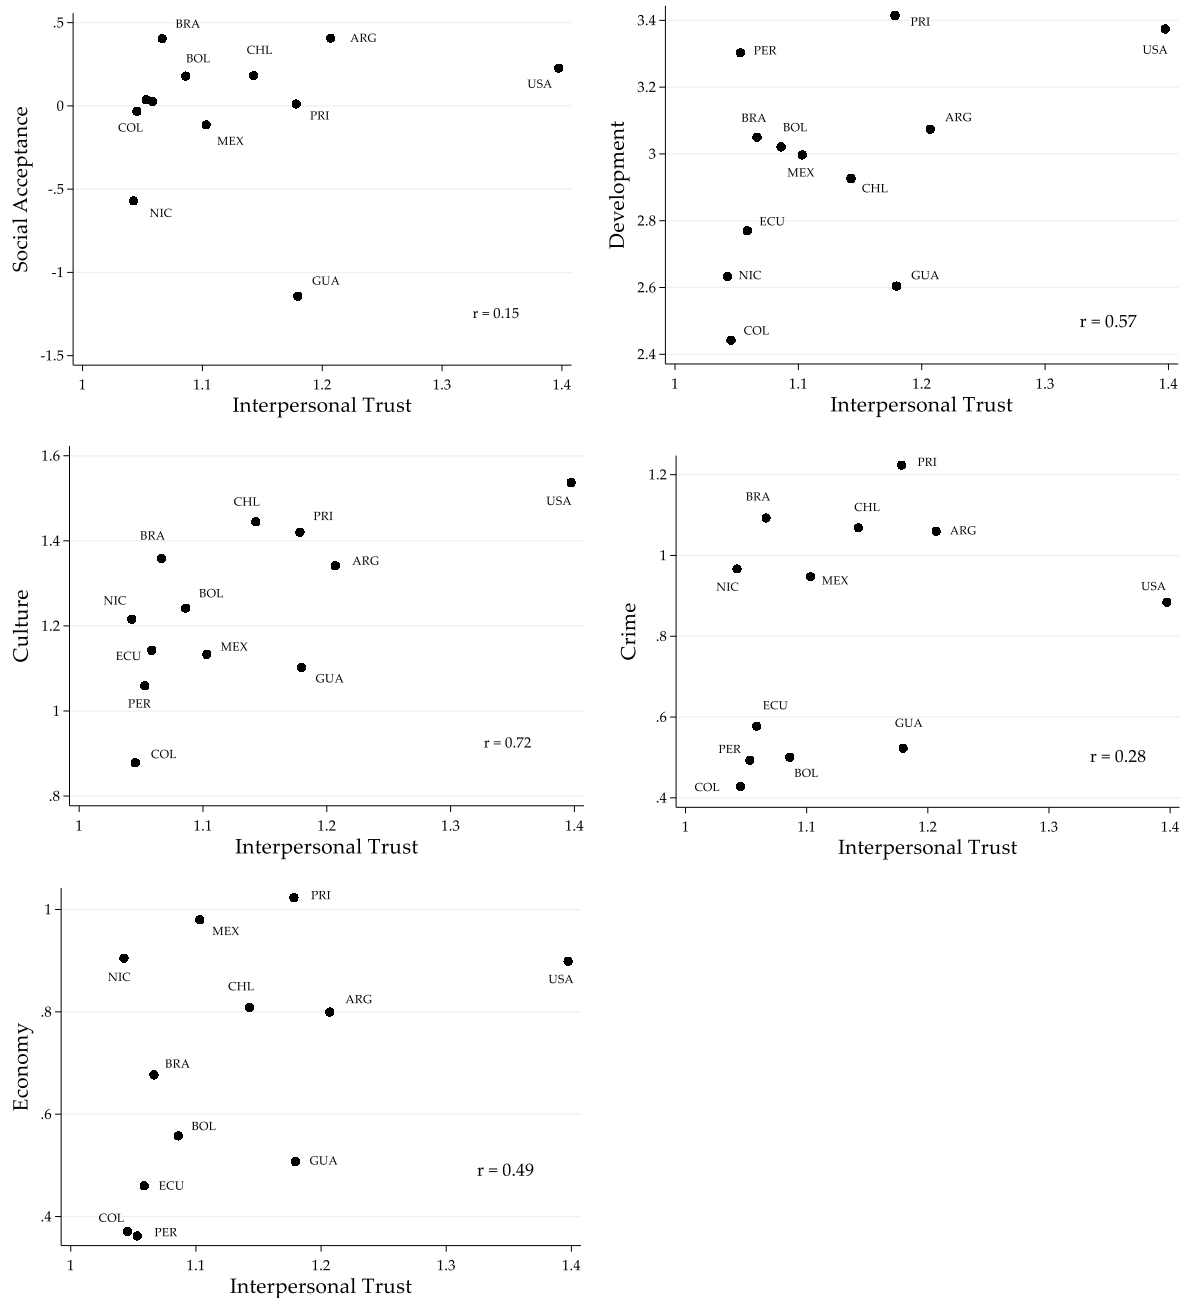 .5
0
-.5
-1
-1.5
Social Acceptance
BRA
ARG
BOL
CHL
USA
COL
PRI
MEX
NIC
GUA
r = 0.15
1
1.1
1.2
1.3
1.4
Interpersonal Trust
3.4
3.2
3
2.8
2.6
2.4
Development
PRI
PER
USA
BRA
BOL
ARG
MEX
CHL
ECU
NIC
GUA
COL
r = 0.57
1
1.1
1.2
1.3
1.4
Interpersonal Trust
1.6
1.4
1.2
1
.8
Culture
USA
CHL
PRI
BRA
ARG
NIC
BOL
ECU
MEX
GUA
PER
COL
r = 0.72
1
1.1
1.2
1.3
1.4
Interpersonal Trust
1.2
1
.8
.6
.4
Crime
PRI
BRA
CHL
ARG
NIC
MEX
USA
ECU
GUA
PER
BOL
COL
r = 0.28
1
1.1
1.2
1.3
1.4
Interpersonal Trust
1
.8
.6
.4
Economy
PRI
MEX
NIC
USA
CHL
ARG
BRA
BOL
GUA
ECU
COL
PER
r = 0.49
1
1.1
1.2
1.3
1.4
Interpersonal Trust